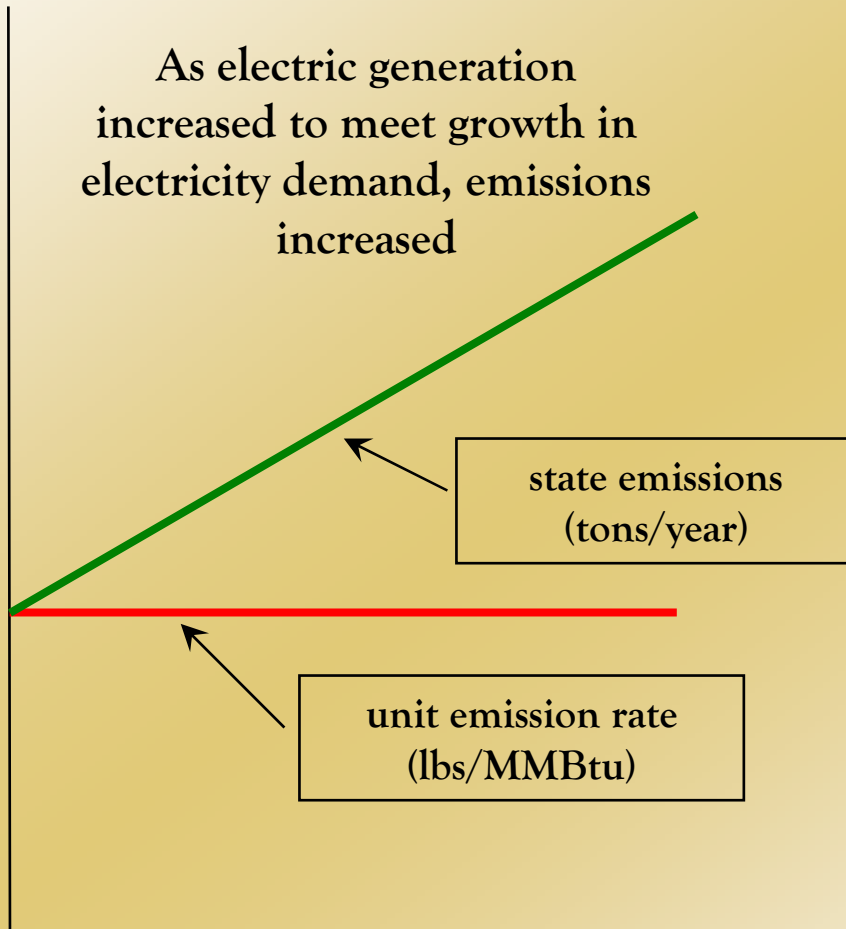 As electric generation
increased to meet growth in
electricity demand, emissions
increased
state emissions
(tons/year)
unit emission rate
(lbs/MMBtu)